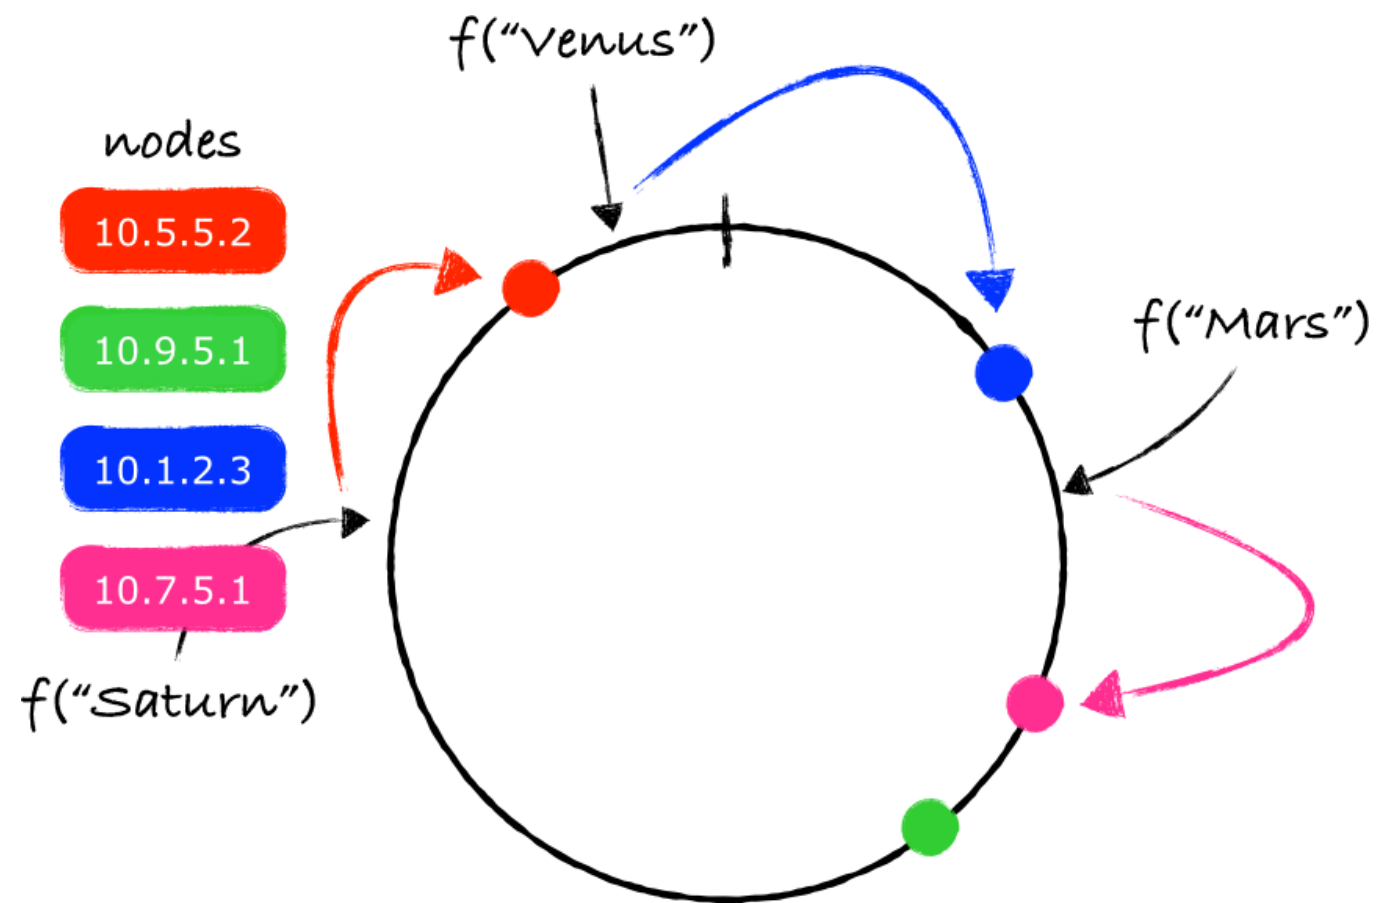 f(“Venus”)
nodes
10.5.5.2
10.9.5.1
f(“Mars”)
10.1.2.3
10.7.5.1
f(“Saturn”)